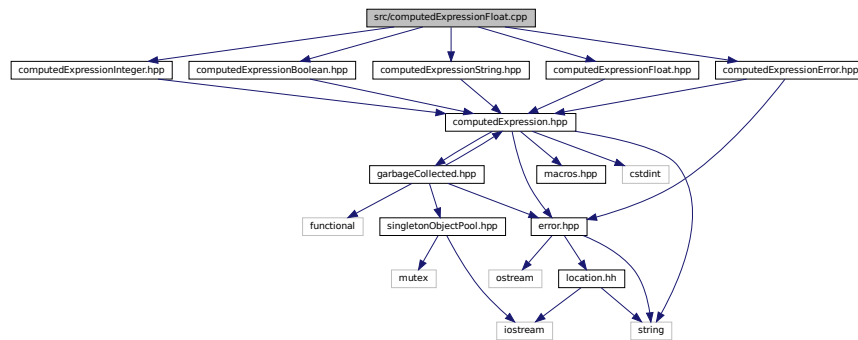 src/computedExpressionFloat.cpp
computedExpressionInteger.hpp
computedExpressionBoolean.hpp
computedExpressionString.hpp
computedExpressionFloat.hpp
computedExpressionError.hpp
computedExpression.hpp
garbageCollected.hpp
macros.hpp
cstdint
functional
singletonObjectPool.hpp
error.hpp
mutex
ostream
location.hh
iostream
string